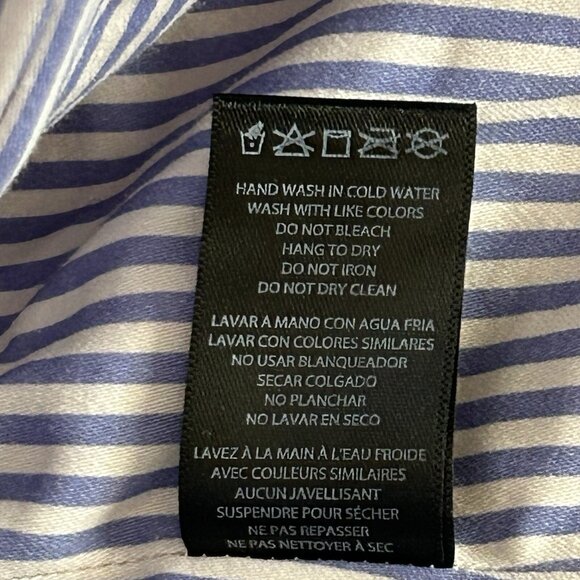 HAND WASH IN COLD WATER
WASH WITH LIKE COLORS
DO NOT BLEACH
HANG TO DRY
DO NOT IRON
DO NOT DRY CLEAN
LAVAR A MANO CON AGUA FRIA
LAVAR CON COLORES SIMILARES
NO USAR BLANQUEADOR
SECAR COLGADO
NO PLANCHAR
NO LAVAR EN SECO
LAVEZ À LA MAIN À L'EAU FROIDE
AVEC COULEURS SIMILAIRES
AUCUN JAVELLISANT
SUSPENDRE POUR SÉCHER
NE PAS REPASSER
NE PAS NETTOYER À SEC